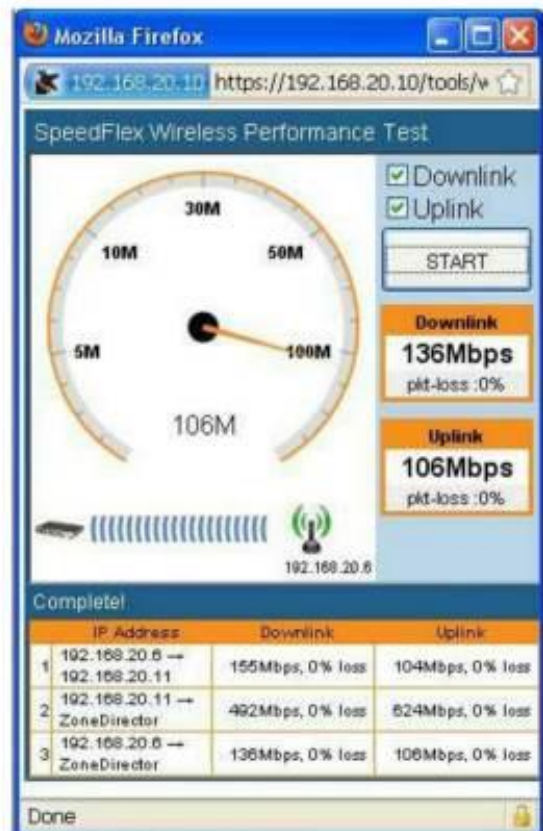 Mozilla Firefox
192.168.20.10 https://192.168.20.10/tools/w
SpeedFlex Wireless Performance Test
Downlink
Uplink
START
30M
10M
50M
5M
100M
106M
Downlink
136Mbps
pkt-loss :0%
Uplink
106Mbps
pkt-loss :0%
192.168.20.6
Complete!
IP Address Downlink Uplink
1 192.168.20.6 → 192.168.20.11 155Mbps, 0% loss 104Mbps, 0% loss
2 192.168.20.11 → ZoneDirector 492Mbps, 0% loss 624Mbps, 0% loss
3 192.168.20.6 → ZoneDirector 136Mbps, 0% loss 106Mbps, 0% loss
Done